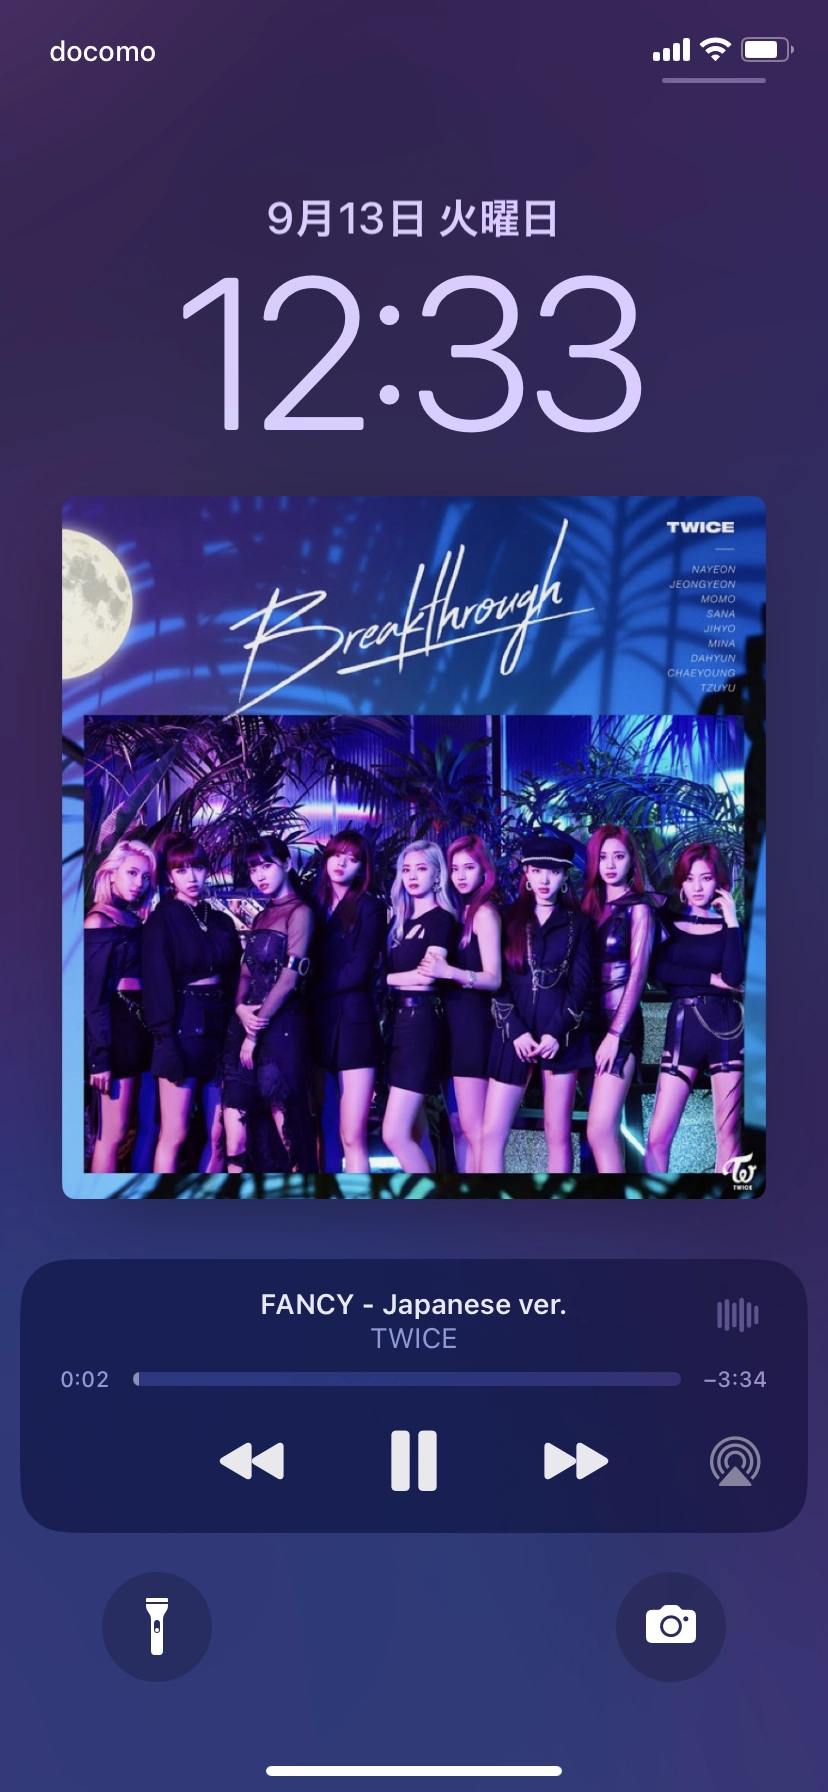 docomo
9月13日 火曜日
12:33
Breakthrough
TWICE
NAYEON
JEONGYEON
MOMO
SANA
JIHYO
MINA
DAHYUN
CHAEYOUNG
TZUYU
TWICE
FANCY - Japanese ver.
TWICE
0:02
−3:34